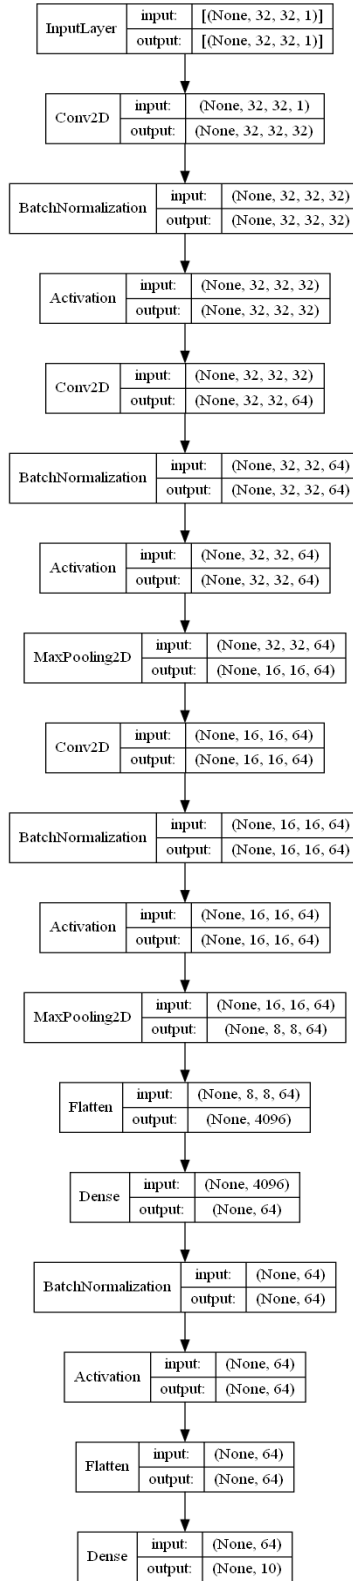 InputLayer input: [(None, 32, 32, 1)]
output: [(None, 32, 32, 1)]
Conv2D input: (None, 32, 32, 1)
output: (None, 32, 32, 32)
BatchNormalization input: (None, 32, 32, 32)
output: (None, 32, 32, 32)
Activation input: (None, 32, 32, 32)
output: (None, 32, 32, 32)
Conv2D input: (None, 32, 32, 32)
output: (None, 32, 32, 64)
BatchNormalization input: (None, 32, 32, 64)
output: (None, 32, 32, 64)
Activation input: (None, 32, 32, 64)
output: (None, 32, 32, 64)
MaxPooling2D input: (None, 32, 32, 64)
output: (None, 16, 16, 64)
Conv2D input: (None, 16, 16, 64)
output: (None, 16, 16, 64)
BatchNormalization input: (None, 16, 16, 64)
output: (None, 16, 16, 64)
Activation input: (None, 16, 16, 64)
output: (None, 16, 16, 64)
MaxPooling2D input: (None, 16, 16, 64)
output: (None, 8, 8, 64)
Flatten input: (None, 8, 8, 64)
output: (None, 4096)
Dense input: (None, 4096)
output: (None, 64)
BatchNormalization input: (None, 64)
output: (None, 64)
Activation input: (None, 64)
output: (None, 64)
Flatten input: (None, 64)
output: (None, 64)
Dense input: (None, 64)
output: (None, 10)